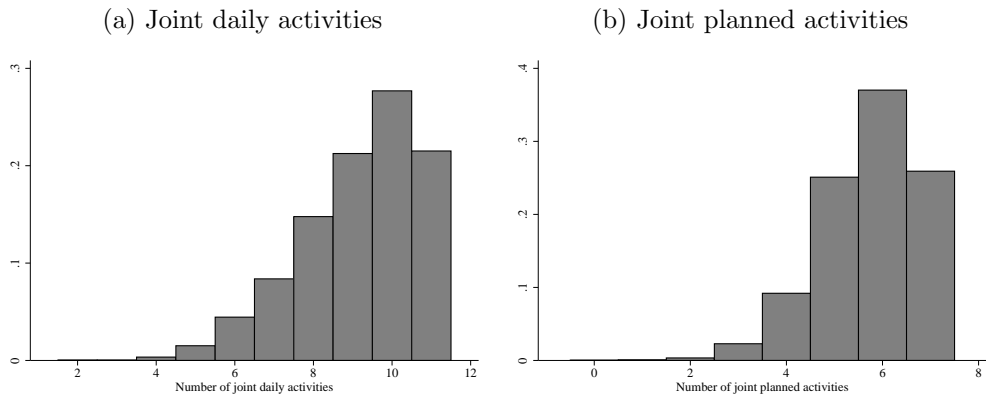 (a) Joint daily activities
(b) Joint planned activities
.3
.2
.1
0
2 4 6 8 10 12
Number of joint daily activities
.4
.3
.2
.1
0
0 2 4 6 8
Number of joint planned activities